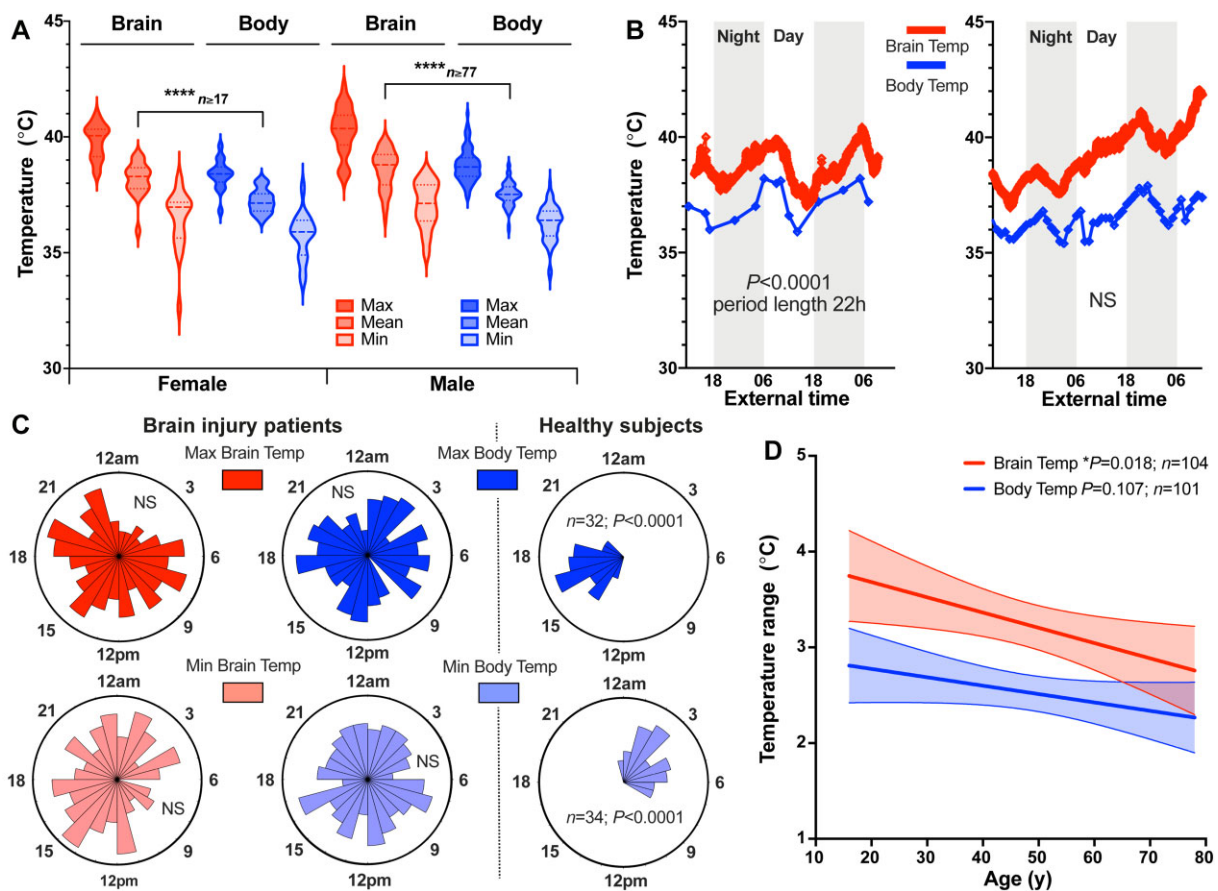 A
Brain Body Brain Body
45
40
35
30
Temperature (°C)
**** n≥17
**** n≥77
Max
Mean
Min
Max
Mean
Min
Female Male
B
45
40
35
30
Temperature (°C)
Night Day
P<0.0001
period length 22h
18 06 18 06
External time
Brain Temp
Body Temp
45
40
35
30
Night Day
NS
18 06 18 06
External time
C
Brain injury patients
Healthy subjects
Max Brain Temp
12am
3
6
9
12pm
15
18
21
NS
Max Body Temp
12am
3
6
9
12pm
15
18
21
NS
12am
3
6
9
12pm
15
18
21
n=32; P<0.0001
Min Brain Temp
12am
3
6
9
12pm
15
18
21
NS
Min Body Temp
12am
3
6
9
12pm
15
18
21
NS
12am
3
6
9
12pm
15
18
21
n=34; P<0.0001
D
Brain Temp *P=0.018; n=104
Body Temp P=0.107; n=101
5
4
3
2
1
Temperature range (°C)
10 20 30 40 50 60 70 80
Age (y)